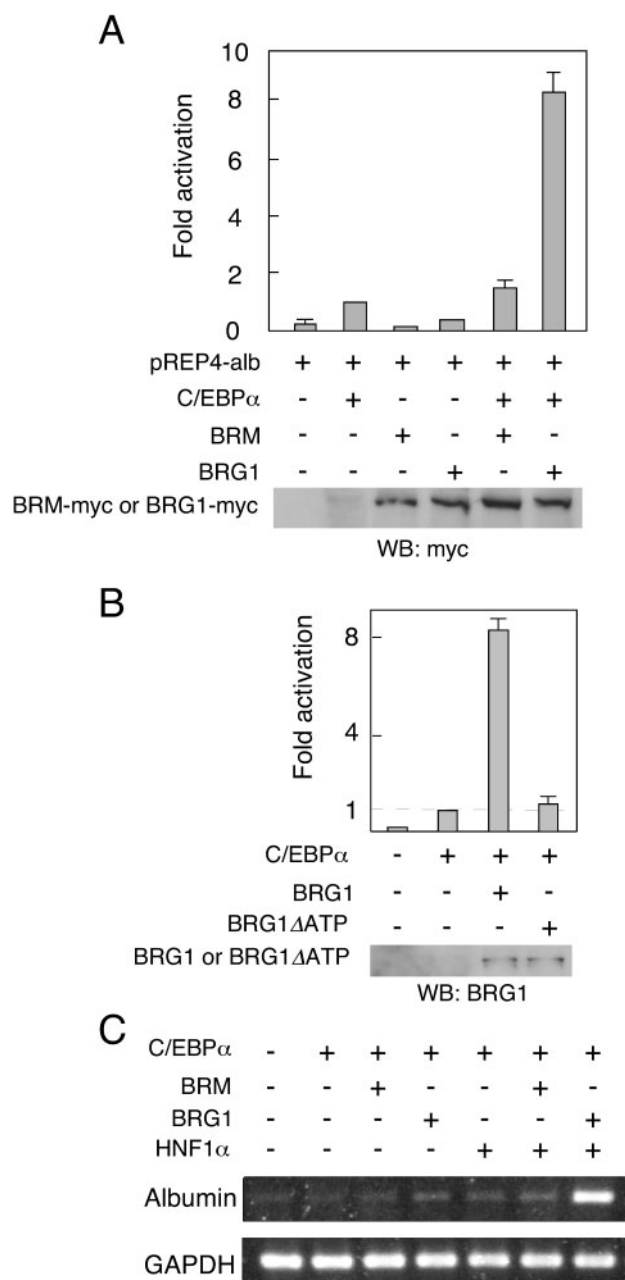 A
Fold activation
10
8
6
4
2
0
pREP4-alb + + + + + +
C/EBPα - + - - + +
BRM - - + - + -
BRG1 - - - + - +
BRM-myc or BRG1-myc
WB: myc
B
Fold activation
8
4
1
C/EBPα - + + +
BRG1 - - + -
BRG1ΔATP - - - +
BRG1 or BRG1ΔATP
WB: BRG1
C
C/EBPα - + + + + + +
BRM - - + - - + -
BRG1 - - - + - - +
HNF1α - - - - + + +
Albumin
GAPDH